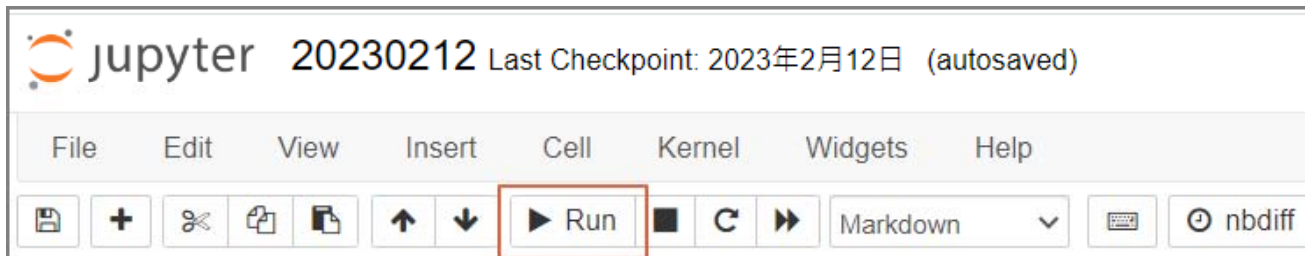 jupyter 20230212 Last Checkpoint: 2023年2月12日 (autosaved)
File Edit View Insert Cell Kernel Widgets Help
Run Markdown nbdiff